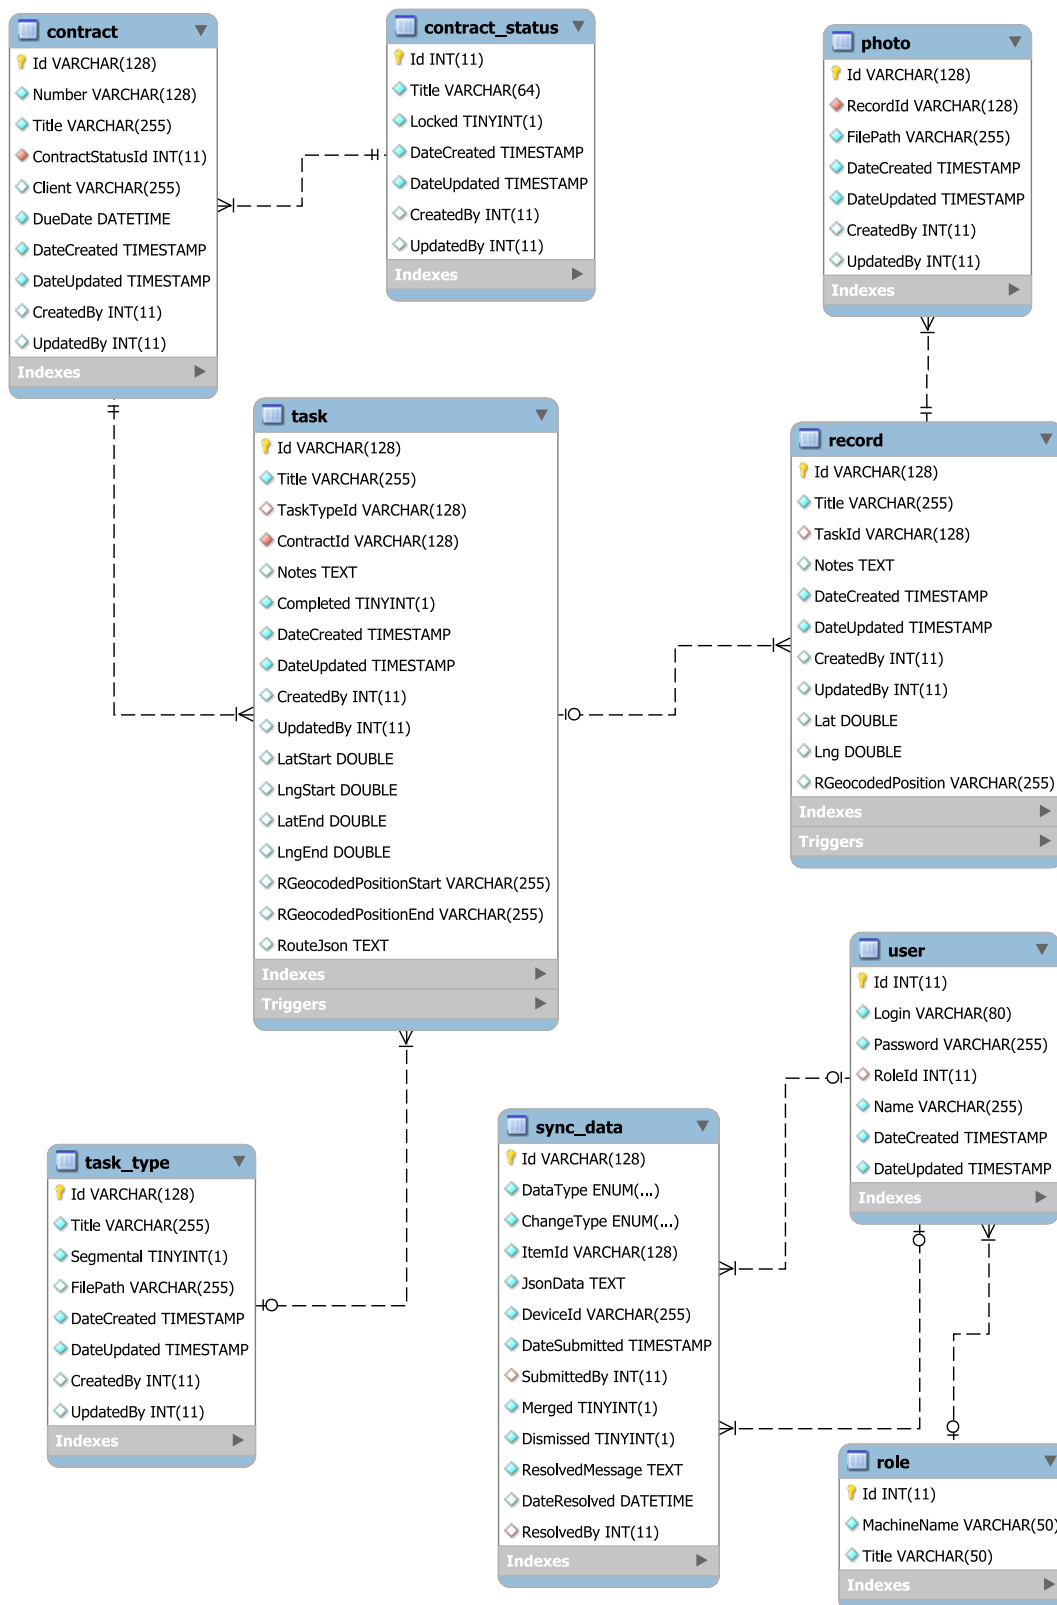 contract
Id VARCHAR(128)
Number VARCHAR(128)
Title VARCHAR(255)
ContractStatusId INT(11)
Client VARCHAR(255)
DueDate DATETIME
DateCreated TIMESTAMP
DateUpdated TIMESTAMP
CreatedBy INT(11)
UpdatedBy INT(11)
Indexes
contract_status
Id INT(11)
Title VARCHAR(64)
Locked TINYINT(1)
DateCreated TIMESTAMP
DateUpdated TIMESTAMP
CreatedBy INT(11)
UpdatedBy INT(11)
Indexes
photo
Id VARCHAR(128)
RecordId VARCHAR(128)
FilePath VARCHAR(255)
DateCreated TIMESTAMP
DateUpdated TIMESTAMP
CreatedBy INT(11)
UpdatedBy INT(11)
Indexes
task
Id VARCHAR(128)
Title VARCHAR(255)
TaskTypeId VARCHAR(128)
ContractId VARCHAR(128)
Notes TEXT
Completed TINYINT(1)
DateCreated TIMESTAMP
DateUpdated TIMESTAMP
CreatedBy INT(11)
UpdatedBy INT(11)
LatStart DOUBLE
LngStart DOUBLE
LatEnd DOUBLE
LngEnd DOUBLE
RGeocodedPositionStart VARCHAR(255)
RGeocodedPositionEnd VARCHAR(255)
RouteJson TEXT
Indexes
Triggers
record
Id VARCHAR(128)
Title VARCHAR(255)
TaskId VARCHAR(128)
Notes TEXT
DateCreated TIMESTAMP
DateUpdated TIMESTAMP
CreatedBy INT(11)
UpdatedBy INT(11)
Lat DOUBLE
Lng DOUBLE
RGeocodedPosition VARCHAR(255)
Indexes
Triggers
user
Id INT(11)
Login VARCHAR(80)
Password VARCHAR(255)
RoleId INT(11)
Name VARCHAR(255)
DateCreated TIMESTAMP
DateUpdated TIMESTAMP
Indexes
task_type
Id VARCHAR(128)
Title VARCHAR(255)
Segmental TINYINT(1)
FilePath VARCHAR(255)
DateCreated TIMESTAMP
DateUpdated TIMESTAMP
CreatedBy INT(11)
UpdatedBy INT(11)
Indexes
sync_data
Id VARCHAR(128)
DataType ENUM(...)
ChangeType ENUM(...)
ItemId VARCHAR(128)
JsonData TEXT
DeviceId VARCHAR(255)
DateSubmitted TIMESTAMP
SubmittedBy INT(11)
Merged TINYINT(1)
Dismissed TINYINT(1)
ResolvedMessage TEXT
DateResolved DATETIME
ResolvedBy INT(11)
Indexes
role
Id INT(11)
MachineName VARCHAR(50)
Title VARCHAR(50)
Indexes